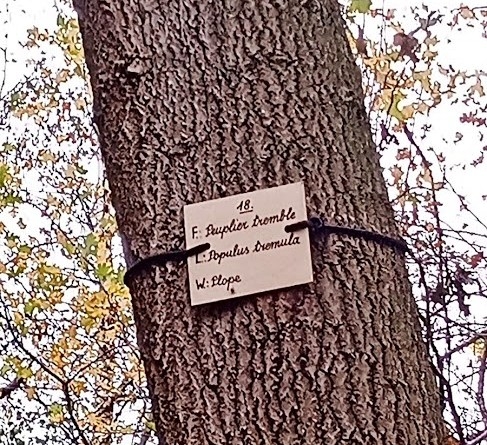 18.
F: Peuplier tremble
L: Populus tremula
W: Plope